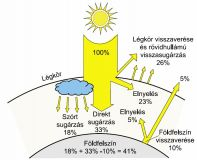 100%
Légkör visszaverése
és rövidhullámú
visszasugárzás
26%
Légkör
Elnyelés
23%
5%
Elnyelés
5%
Szórt
sugárzás
18%
Direkt
sugárzás
33%
Földfelszín
visszaverése
10%
Földfelszín
18% + 33% -10% = 41%